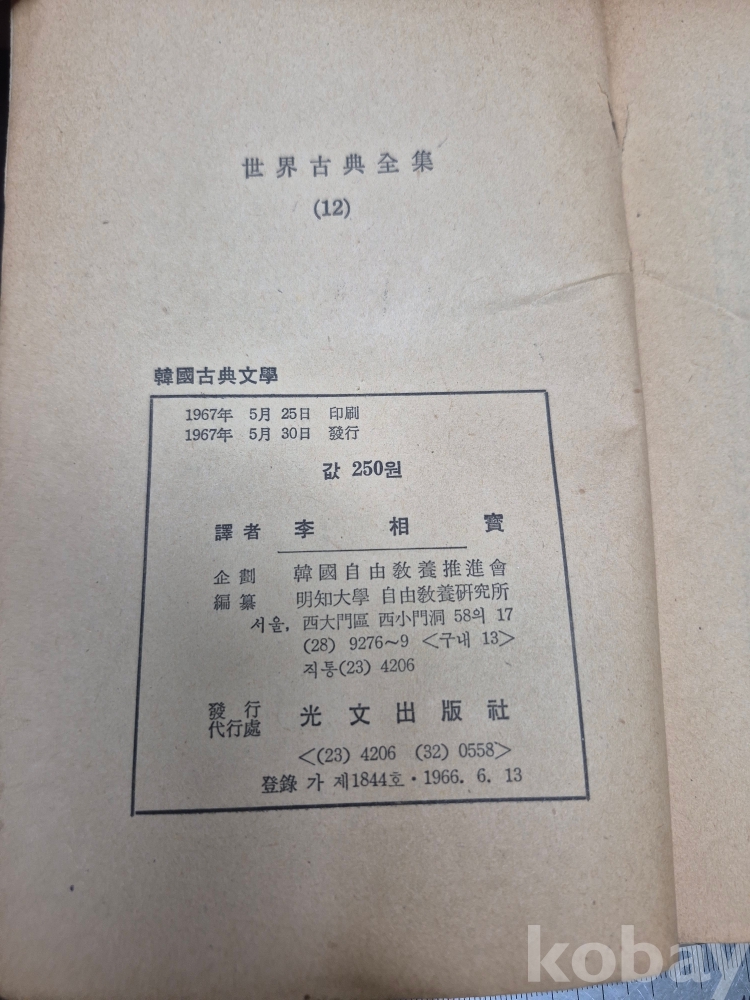 世界古典全集
(12)
韓國古典文學
1967年 5月 25日 印刷
1967年 5月 30日 發行
값 250원
譯者 李相寶
企劃 韓國自由敎養推進會
編纂 明知大學 自由敎養硏究所
서울, 西大門區 西小門洞 58의 17
(28) 9276~9 <구내 13>
직통(23) 4206
發行
代行處 光文出版社
<(23) 4206 (32) 0558>
登錄 가 제1844호·1966. 6. 13
kobay